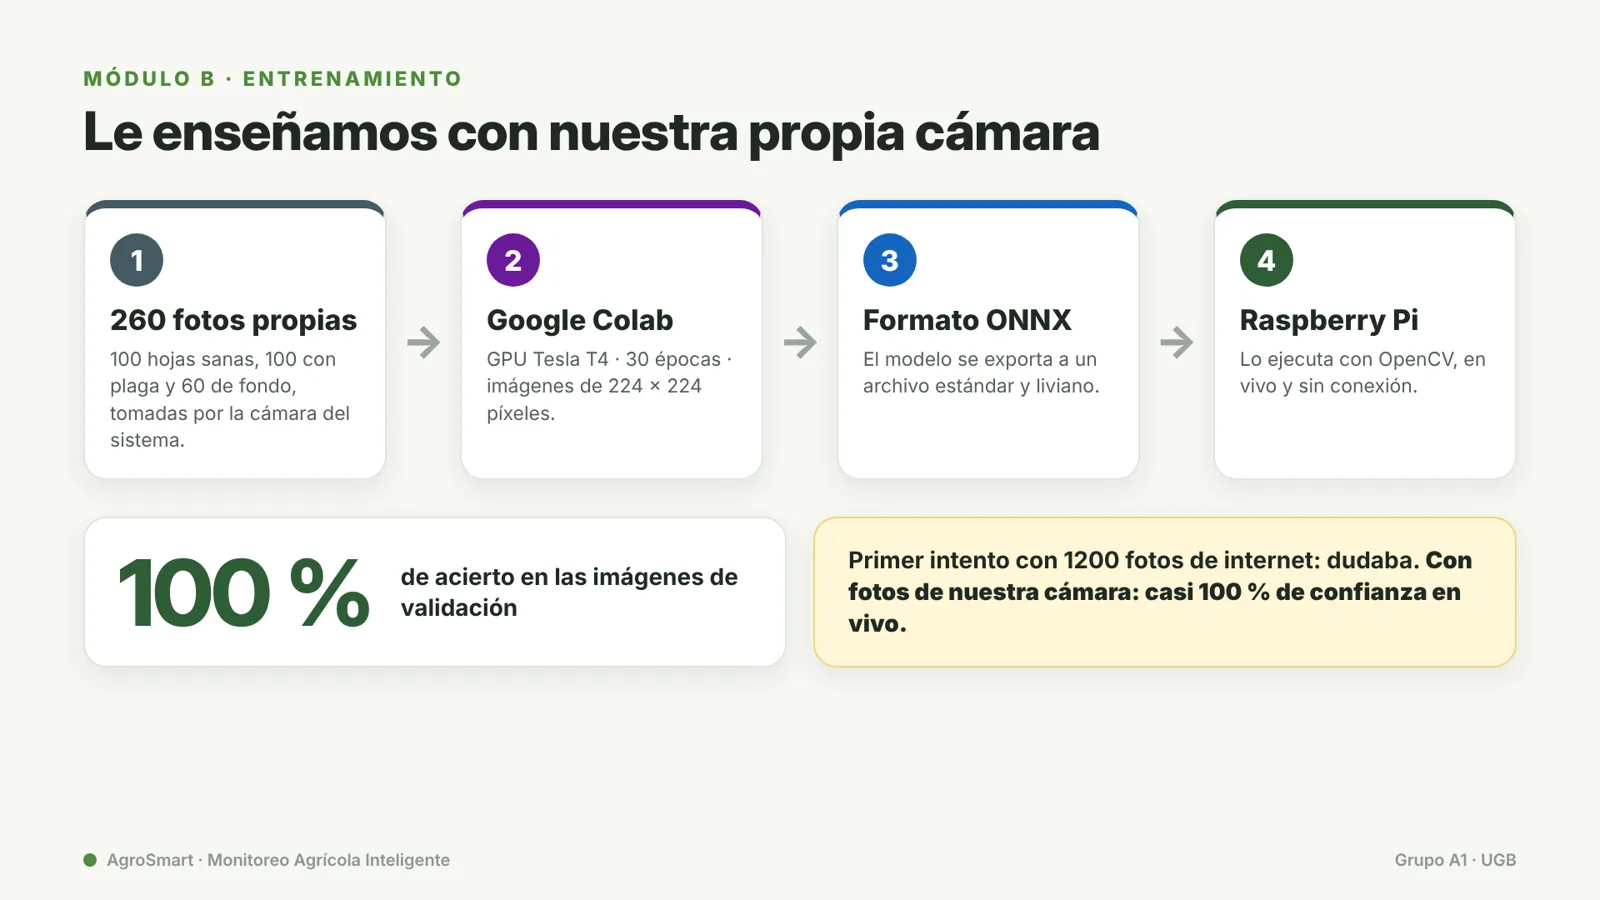 MÓDULO B · ENTRENAMIENTO
Le enseñamos con nuestra propia cámara
1
260 fotos propias
100 hojas sanas, 100 con
plaga y 60 de fondo,
tomadas por la cámara del
sistema.
→
2
Google Colab
GPU Tesla T4 · 30 épocas ·
imágenes de 224 × 224
píxeles.
→
3
Formato ONNX
El modelo se exporta a un
archivo estándar y liviano.
→
4
Raspberry Pi
Lo ejecuta con OpenCV, en
vivo y sin conexión.
100 %
de acierto en las imágenes de
validación
Primer intento con 1200 fotos de internet: dudaba. Con
fotos de nuestra cámara: casi 100 % de confianza en
vivo.
AgroSmart · Monitoreo Agrícola Inteligente
Grupo A1 · UGB